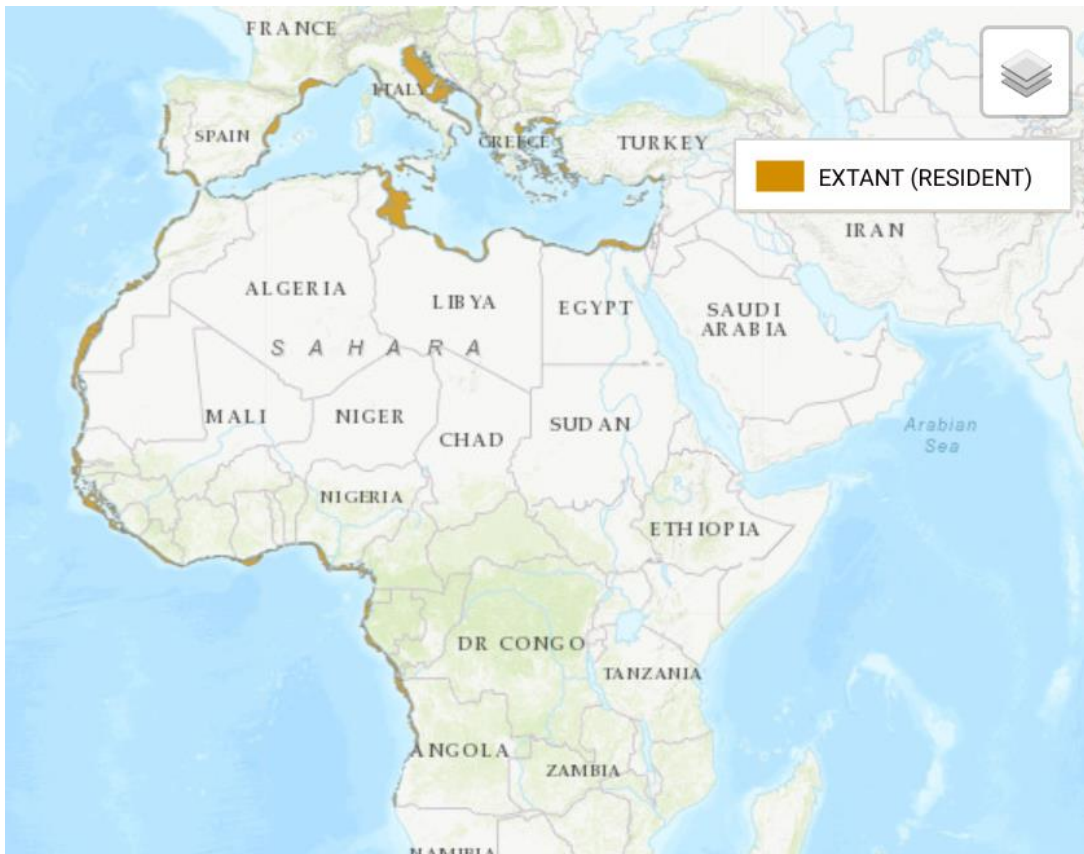 FRANCE
ITALY
SPAIN
GREECE
TURKEY
EXTANT (RESIDENT)
IRAN
ALGERIA
LIBYA
EGYPT
SAUDI
ARABIA
SAHARA
MALI
NIGER
CHAD
SUDAN
Arabian
Sea
NIGERIA
ETHIOPIA
DR CONGO
TANZANIA
ANGOLA
ZAMBIA
NAMIBIA